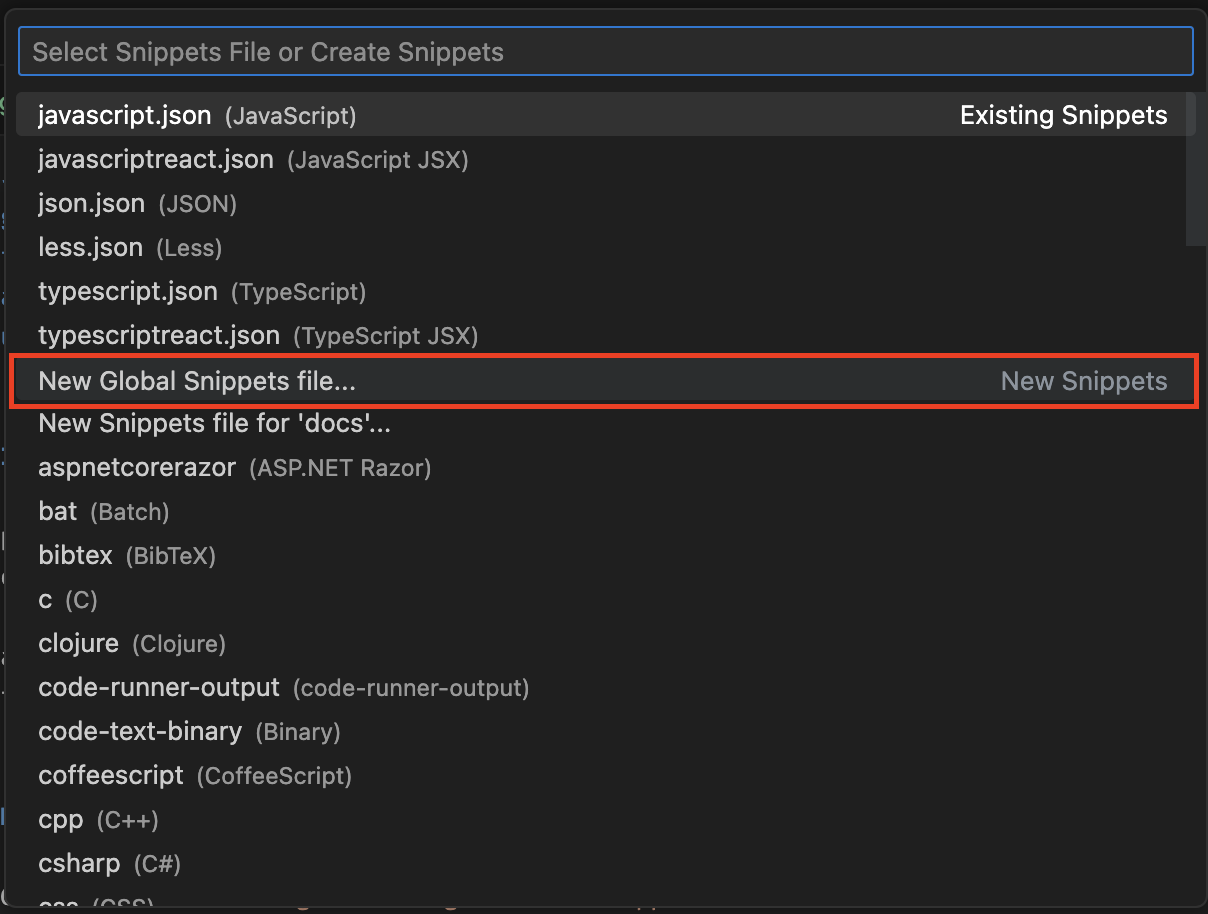 Select Snippets File or Create Snippets
javascript.json (JavaScript) Existing Snippets
javascriptreact.json (JavaScript JSX)
json.json (JSON)
less.json (Less)
typescript.json (TypeScript)
typescriptreact.json (TypeScript JSX)
New Global Snippets file... New Snippets
New Snippets file for 'docs'...
aspnetcorerazor (ASP.NET Razor)
bat (Batch)
bibtex (BibTeX)
c (C)
clojure (Clojure)
code-runner-output (code-runner-output)
code-text-binary (Binary)
coffeescript (CoffeeScript)
cpp (C++)
csharp (C#)
css (CSS)